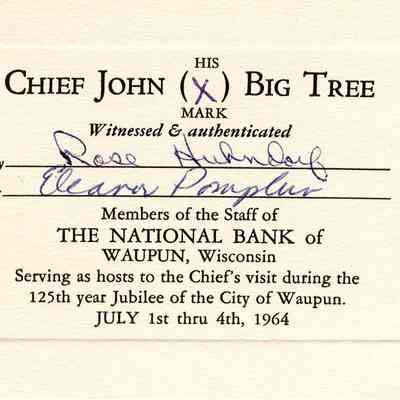 HIS
CHIEF JOHN (X) BIG TREE
MARK
Witnessed & authenticated
Rose Huhndorf
Eleanor Pomplun
Members of the Staff of
THE NATIONAL BANK of
WAUPUN, Wisconsin
Serving as hosts to the Chief's visit during the
125th year Jubilee of the City of Waupun.
JULY 1st thru 4th, 1964